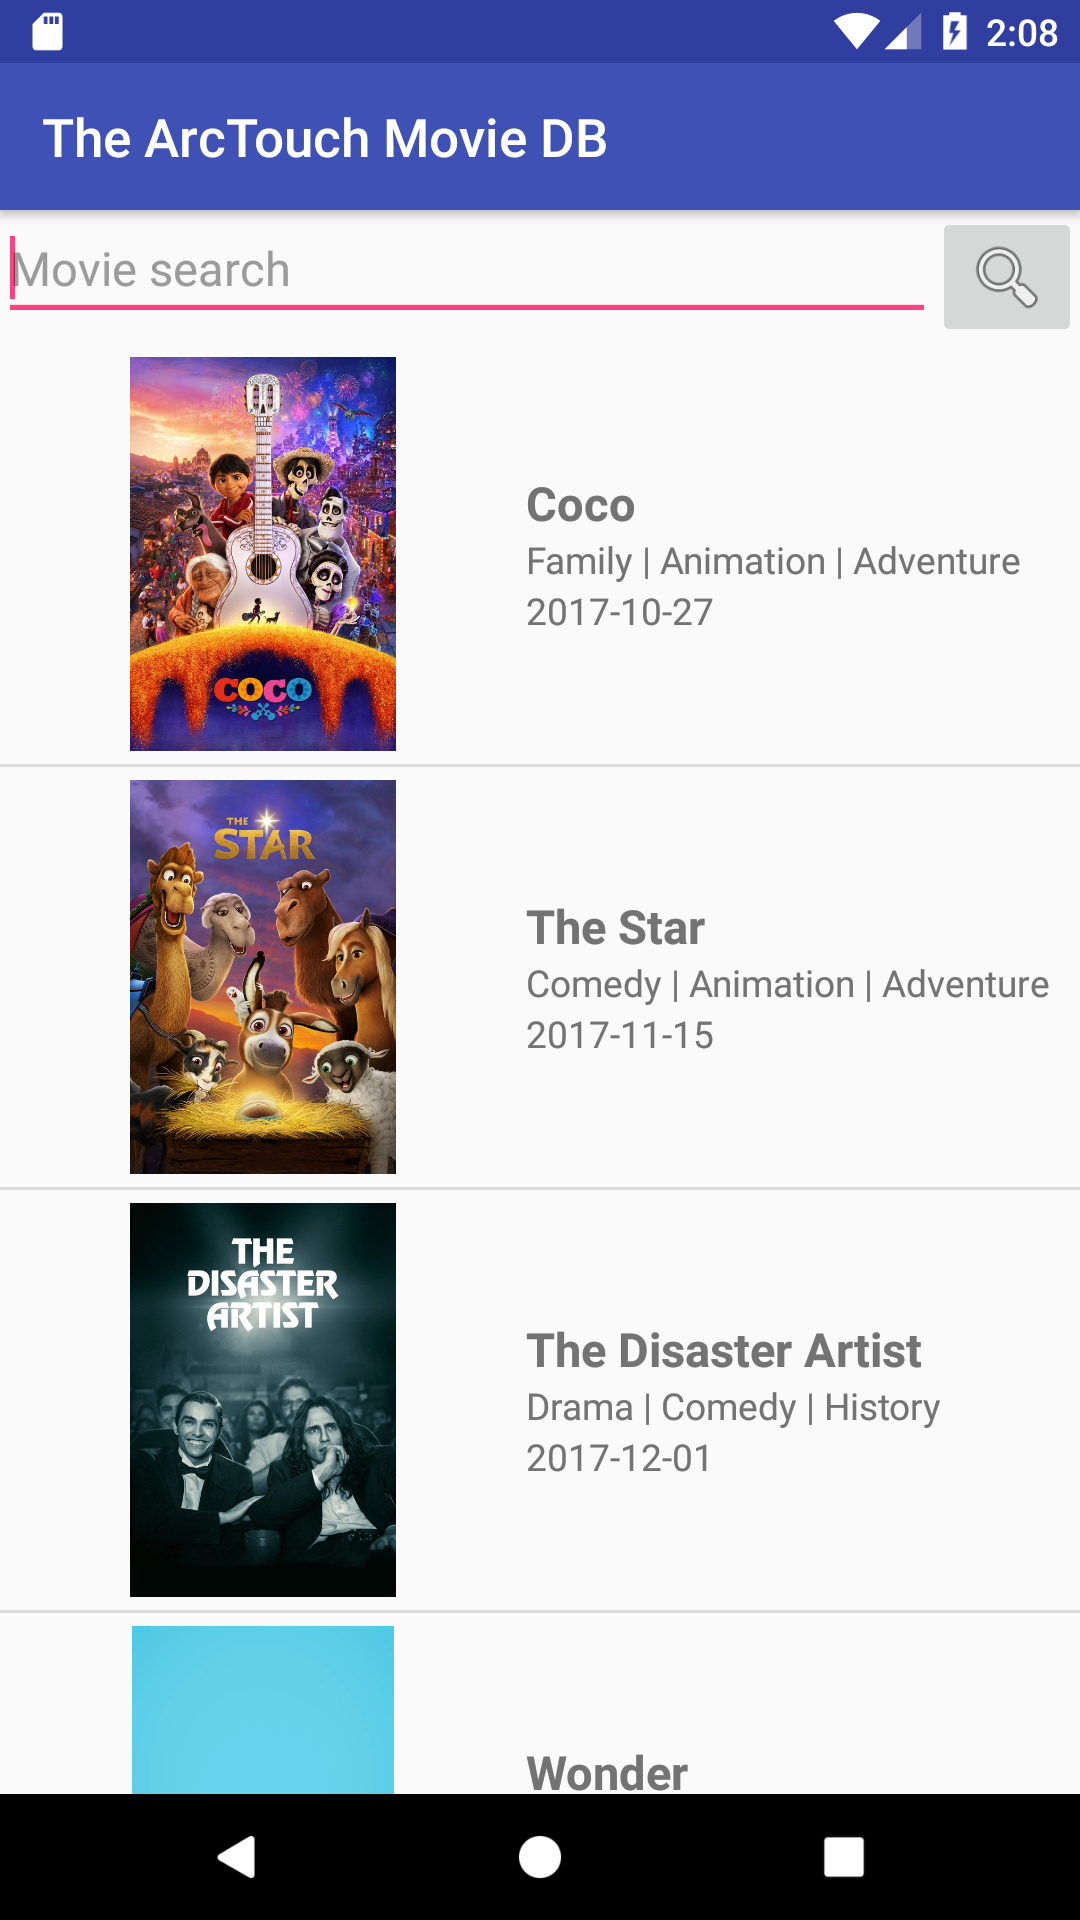 2:08
The ArcTouch Movie DB
Movie search
COCO
Coco
Family | Animation | Adventure
2017-10-27
THE
STAR
The Star
Comedy | Animation | Adventure
2017-11-15
THE
DISASTER
ARTIST
The Disaster Artist
Drama | Comedy | History
2017-12-01
Wonder